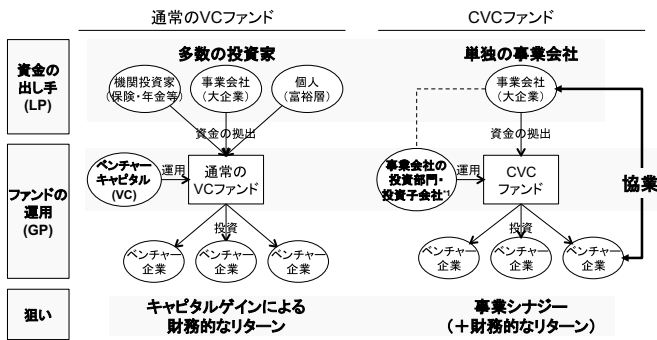 通常のVCファンド
CVCファンド
資金の
出し手
(LP)
多数の投資家
機関投資家
(保険・年金等)
事業会社
(大企業)
個人
(富裕層)
資金の拠出
単独の事業会社
事業会社
(大企業)
資金の拠出
ファンドの
運用
(GP)
ベンチャー
キャピタル
(VC)
運用
通常の
VCファンド
投資
ベンチャー
企業
ベンチャー
企業
ベンチャー
企業
事業会社の
投資部門・
投資子会社*1
運用
CVC
ファンド
投資
ベンチャー
企業
ベンチャー
企業
ベンチャー
企業
協業
狙い
キャピタルゲインによる
財務的なリターン
事業シナジー
(+財務的なリターン)